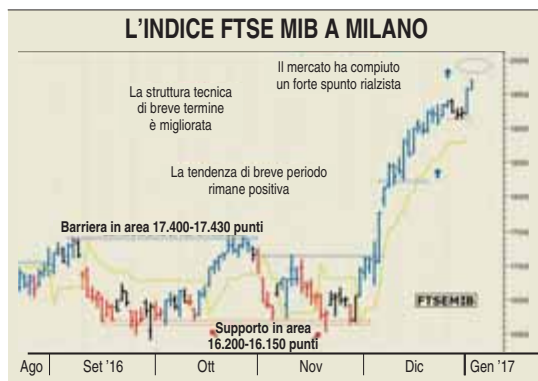 L'INDICE FTSE MIB A MILANO
Il mercato ha compiuto
un forte spunto rialzista
La struttura tecnica
di breve termine
è migliorata
La tendenza di breve periodo
rimane positiva
Barriera in area 17.400-17.430 punti
FTSEMIB
Supporto in area
16.200-16.150 punti
Ago Set '16 Ott Nov Dic Gen '17